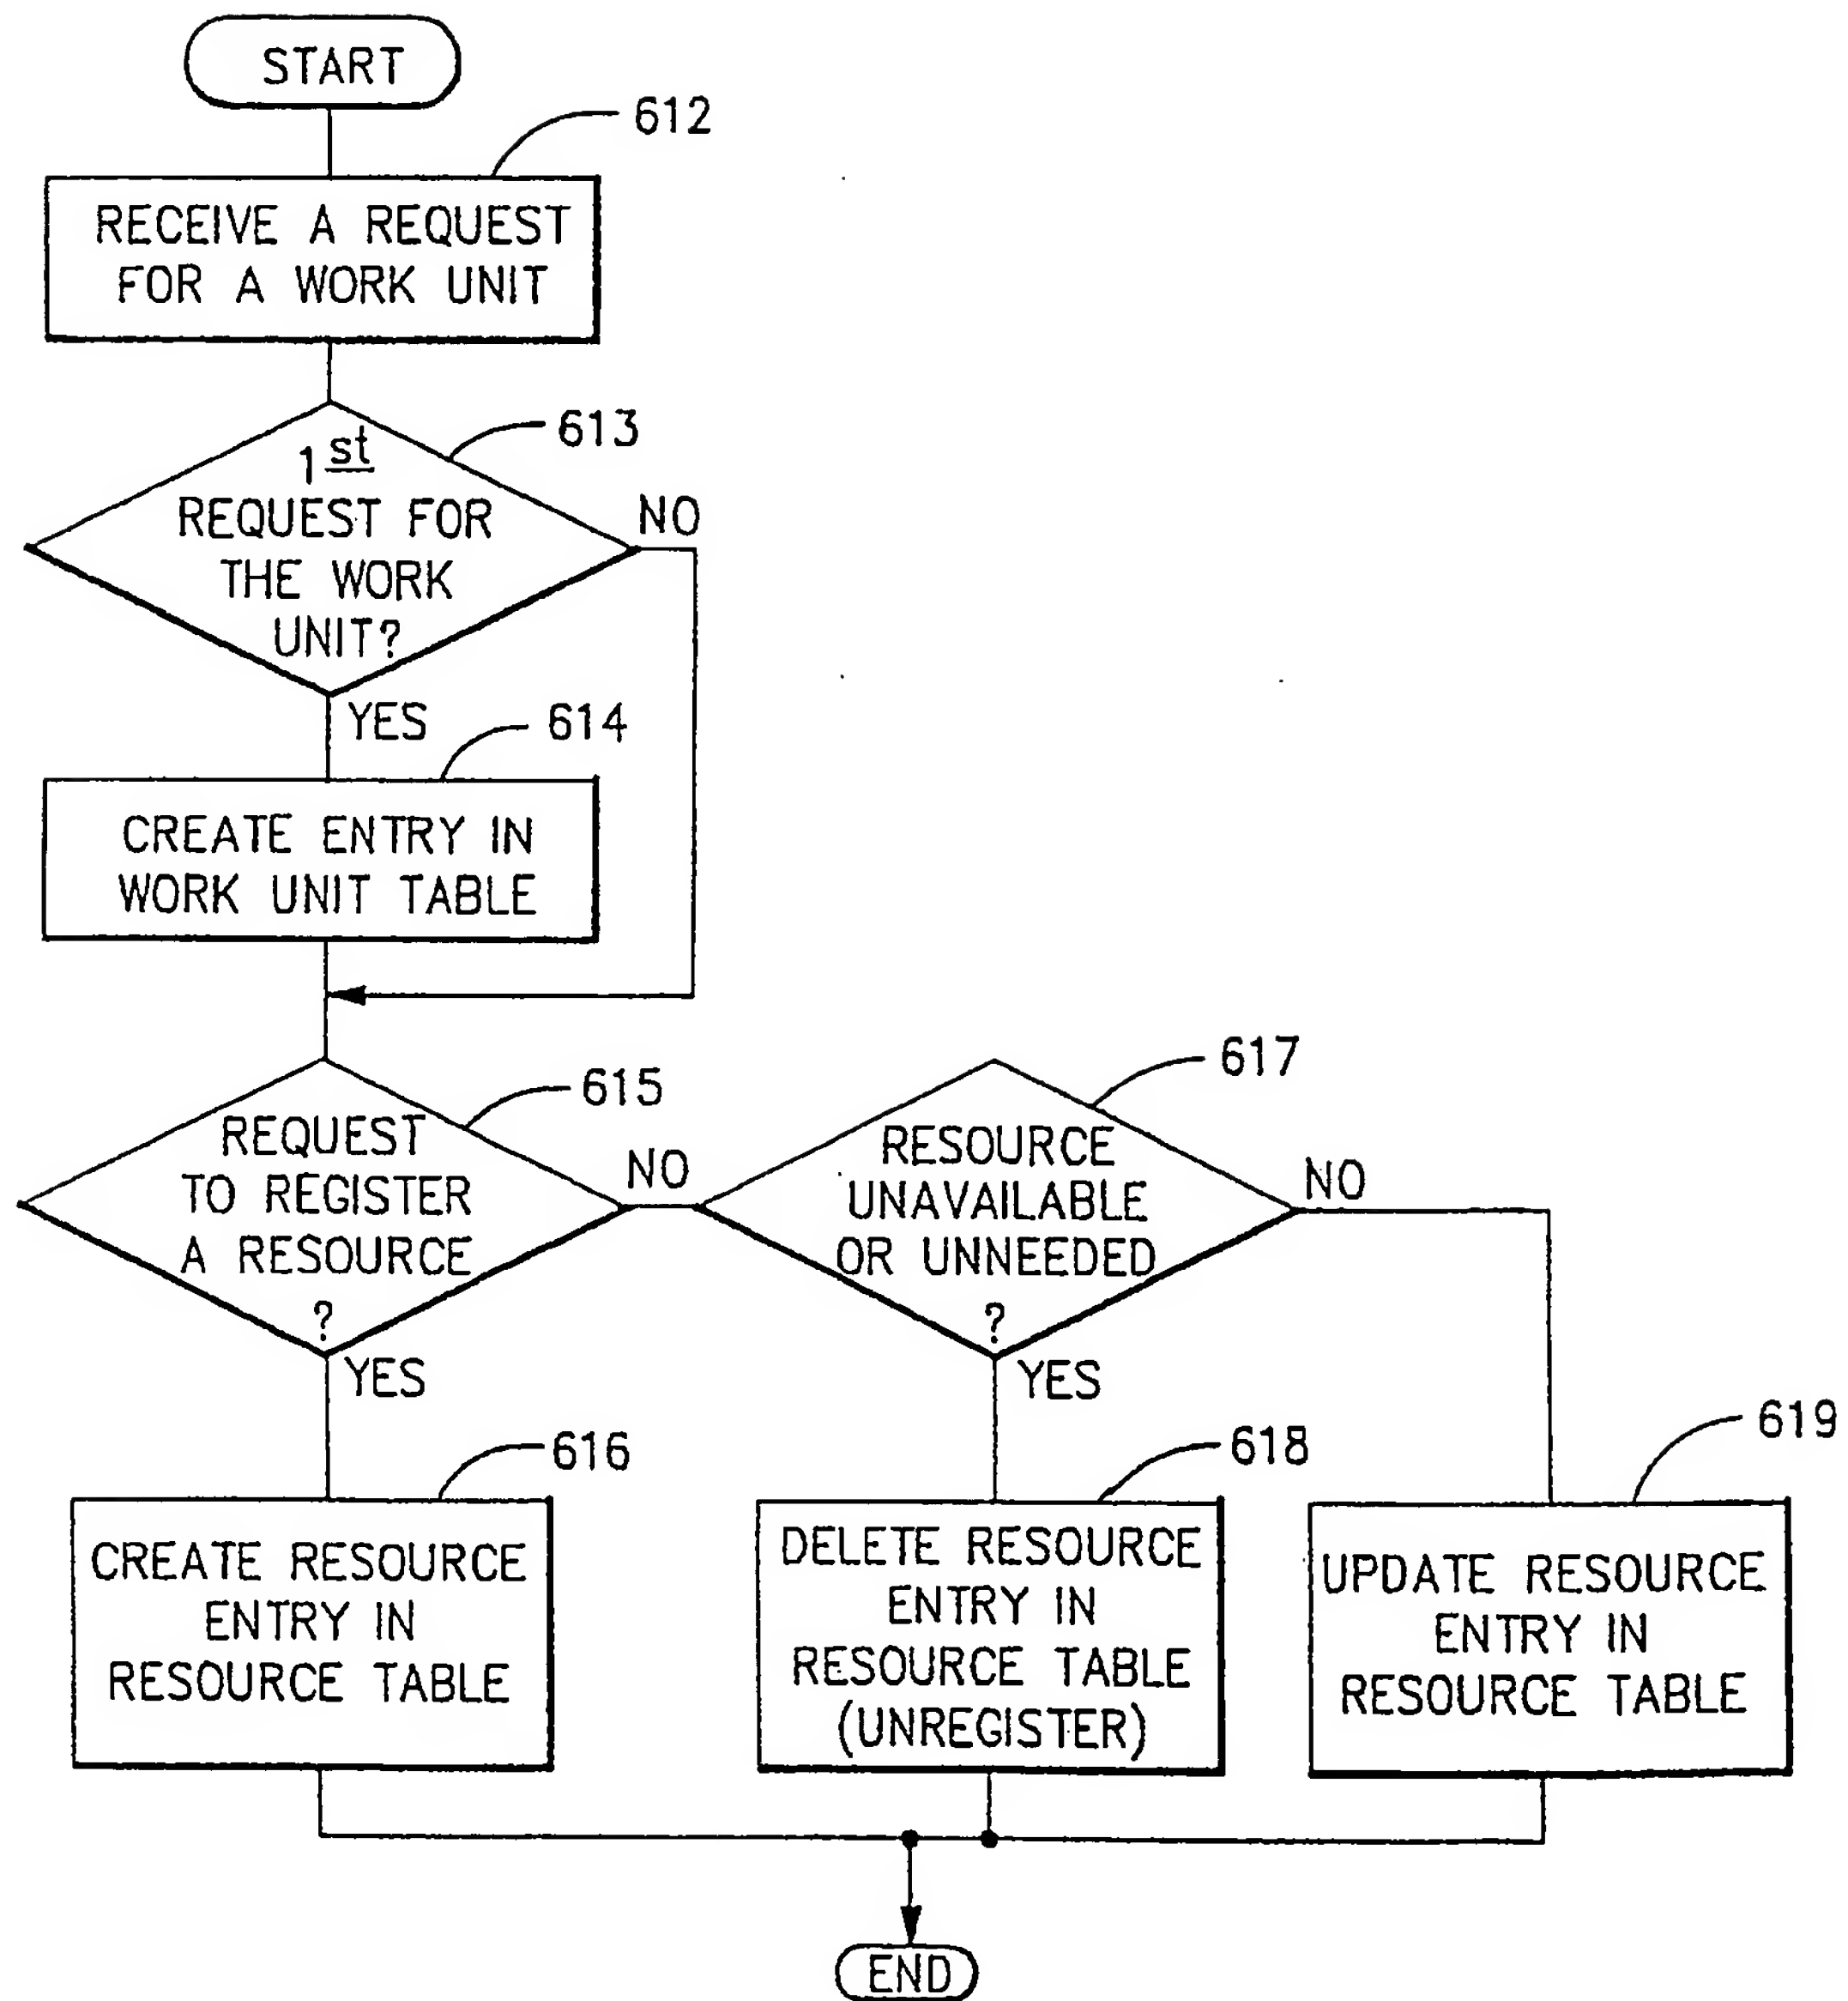 START
612
RECEIVE A REQUEST
FOR A WORK UNIT
613
1st
REQUEST FOR
THE WORK
UNIT?
NO
YES
614
CREATE ENTRY IN
WORK UNIT TABLE
615
REQUEST
TO REGISTER
A RESOURCE
?
NO
YES
617
RESOURCE
UNAVAILABLE
OR UNNEEDED
?
NO
YES
616
CREATE RESOURCE
ENTRY IN
RESOURCE TABLE
618
DELETE RESOURCE
ENTRY IN
RESOURCE TABLE
(UNREGISTER)
619
UPDATE RESOURCE
ENTRY IN
RESOURCE TABLE
END